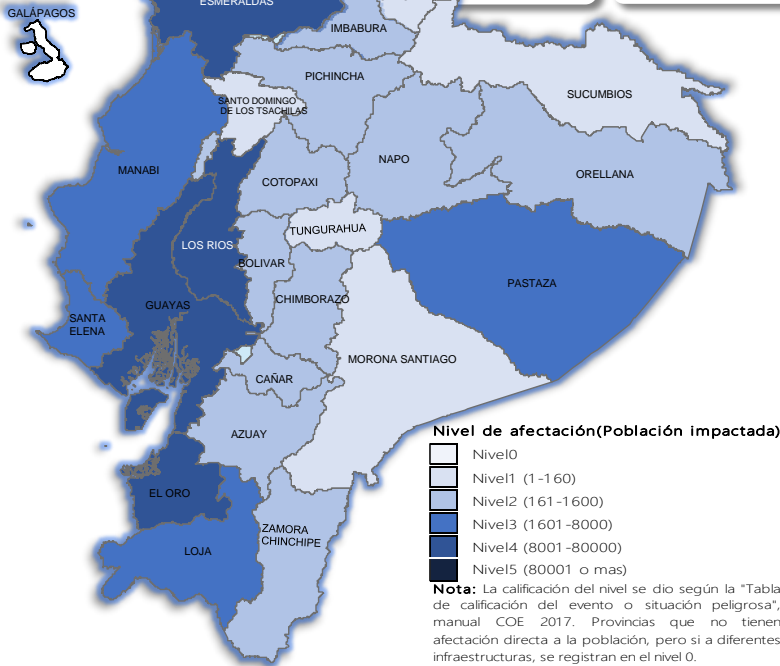 ESMERALDAS
GALÁPAGOS
IMBABURA
PICHINCHA
SUCUMBIOS
SANTO DOMINGO
DE LOS TSACHILAS
NAPO
MANABI
COTOPAXI
ORELLANA
TUNGURAHUA
LOS RIOS
BOLIVAR
PASTAZA
CHIMBORAZO
GUAYAS
SANTA
ELENA
MORONA SANTIAGO
CAÑAR
AZUAY
EL ORO
ZAMORA
CHINCHIPE
LOJA
Nivel de afectación(Población impactada)
Nivel0
Nivel1 (1-160)
Nivel2 (161-1600)
Nivel3 (1601-8000)
Nivel4 (8001-80000)
Nivel5 (80001 o mas)
Nota: La calificación del nivel se dio según la "Tabla
de calificación del evento o situación peligrosa",
manual COE 2017. Provincias que no tienen
afectación directa a la población, pero si a diferentes
infraestructuras, se registran en el nivel 0.